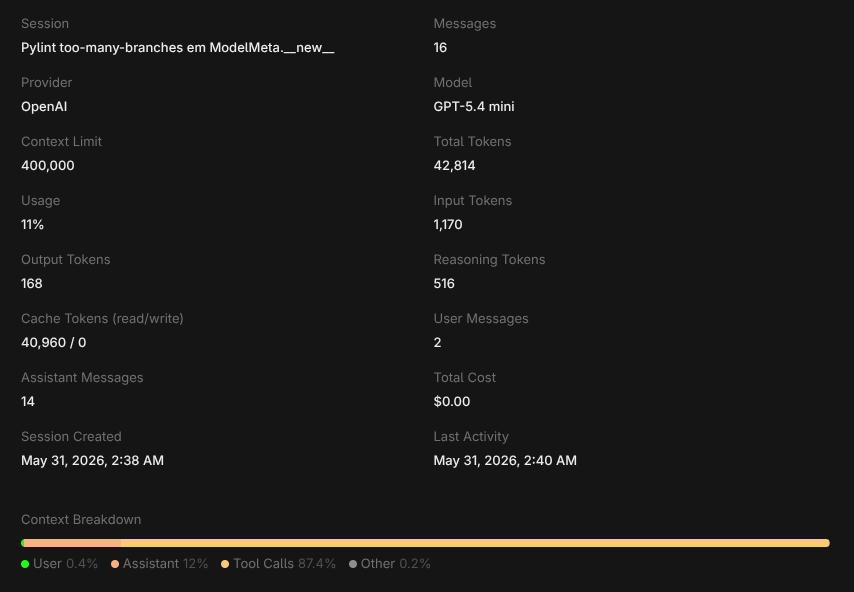 Session
Pylint too-many-branches em ModelMeta.__new__
Messages
16
Provider
OpenAI
Model
GPT-5.4 mini
Context Limit
400,000
Total Tokens
42,814
Usage
11%
Input Tokens
1,170
Output Tokens
168
Reasoning Tokens
516
Cache Tokens (read/write)
40,960 / 0
User Messages
2
Assistant Messages
14
Total Cost
$0.00
Session Created
May 31, 2026, 2:38 AM
Last Activity
May 31, 2026, 2:40 AM
Context Breakdown
User 0.4% Assistant 12% Tool Calls 87.4% Other 0.2%